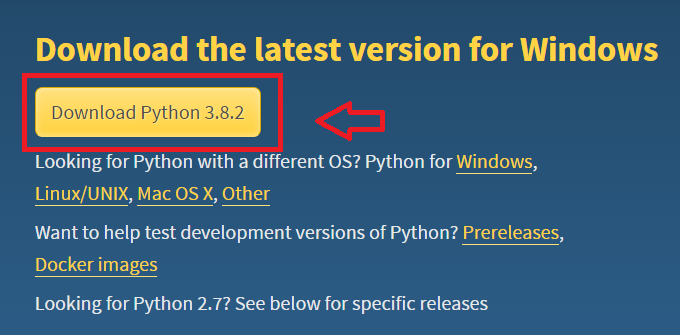 Download the latest version for Windows
Download Python 3.8.2
Looking for Python with a different OS? Python for Windows,
Linux/UNIX, Mac OS X, Other
Want to help test development versions of Python? Prereleases,
Docker images
Looking for Python 2.7? See below for specific releases